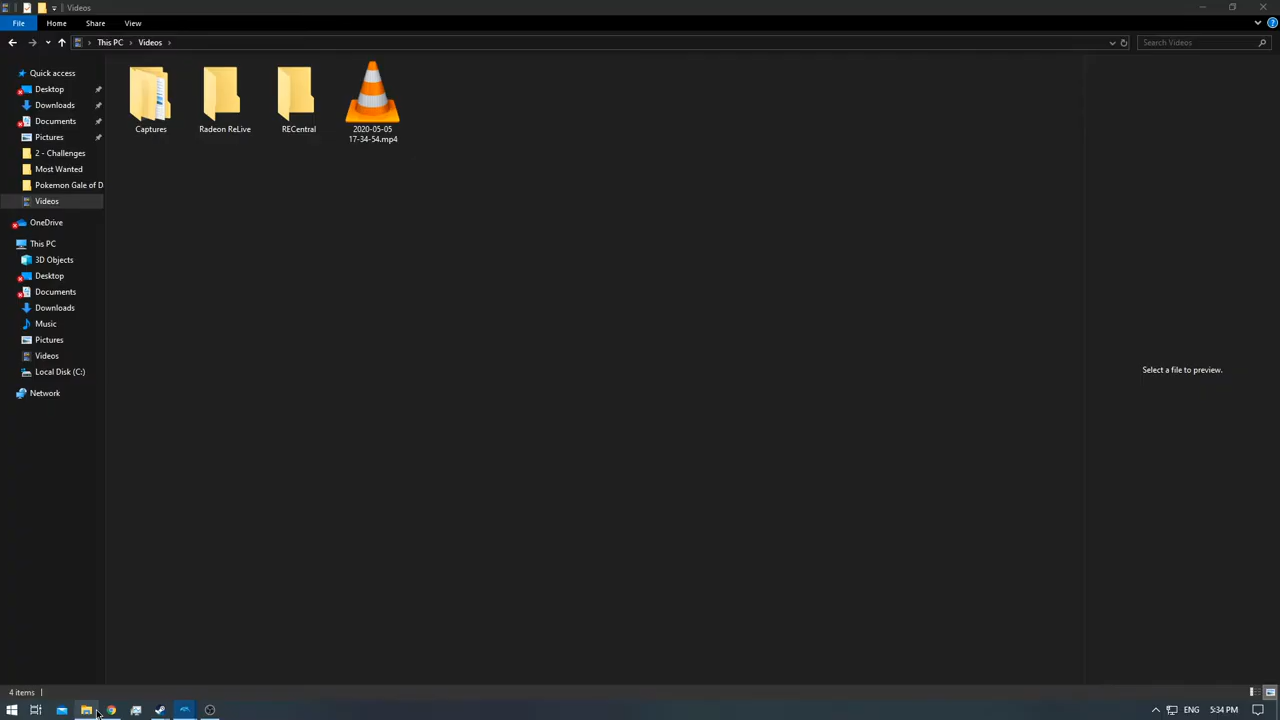 Videos
File Home Share View
This PC Videos Search Videos
Quick access
Desktop
Downloads
Documents
Pictures
2 - Challenges
Most Wanted
Pokemon Gale of D
Videos
OneDrive
This PC
3D Objects
Desktop
Documents
Downloads
Music
Pictures
Videos
Local Disk (C:)
Network
Captures
Radeon ReLive
RECentral
2020-05-05
17-34-54.mp4
Select a file to preview.
4 items
ENG 5:34 PM